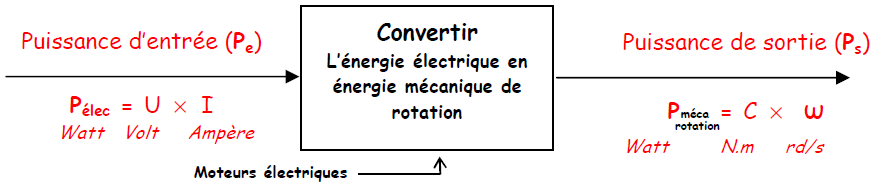 Puissance d'entrée (Pe)
Pélec = U × I
Watt Volt Ampère
Convertir
L'énergie électrique en
énergie mécanique de
rotation
Moteurs électriques
Puissance de sortie (Ps)
Pméca rotation = C × ω
Watt N.m rd/s